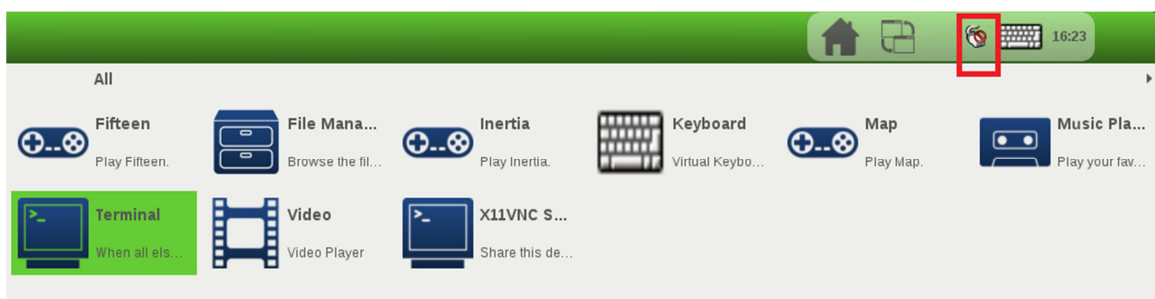 16:23
All
Fifteen
Play Fifteen.
File Mana...
Browse the fil...
Inertia
Play Inertia.
Keyboard
Virtual Keybo...
Map
Play Map.
Music Pla...
Play your fav...
Terminal
When all els...
Video
Video Player
X11VNC S...
Share this de...